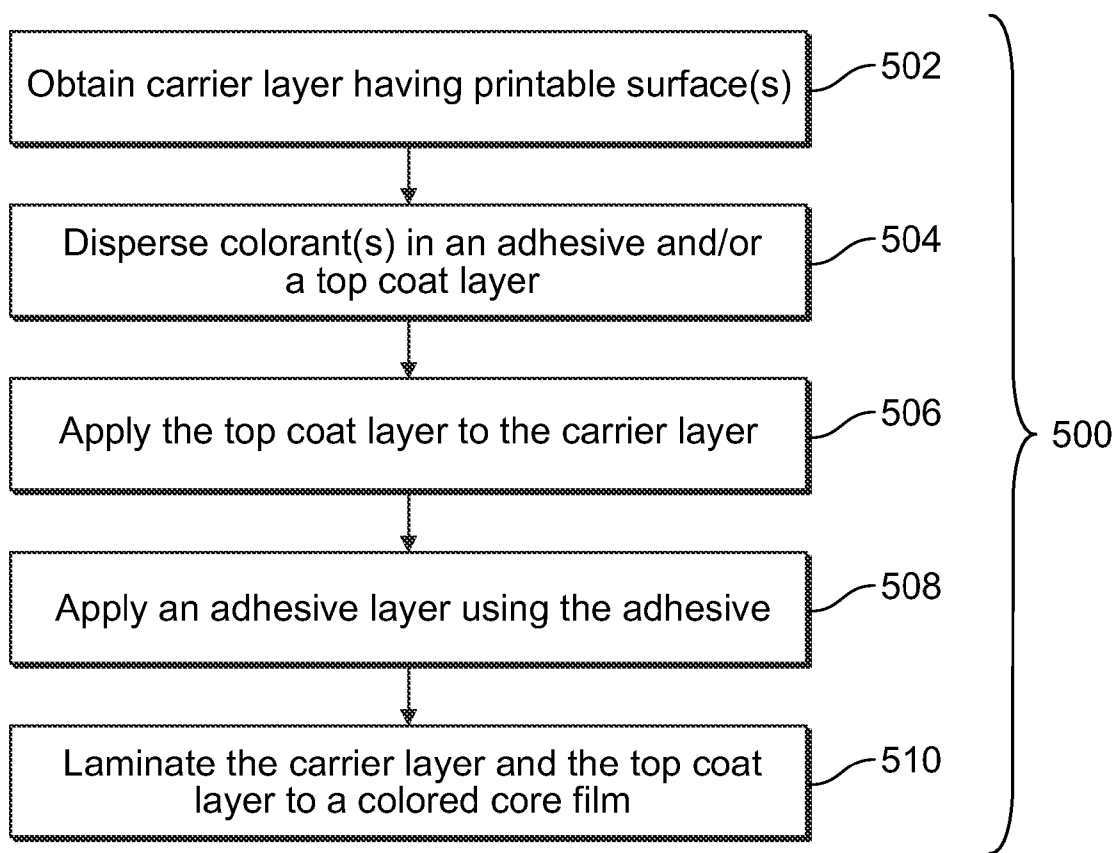 Obtain carrier layer having printable surface(s)
502
Disperse colorant(s) in an adhesive and/or
a top coat layer
504
Apply the top coat layer to the carrier layer
506
500
Apply an adhesive layer using the adhesive
508
Laminate the carrier layer and the top coat
layer to a colored core film
510